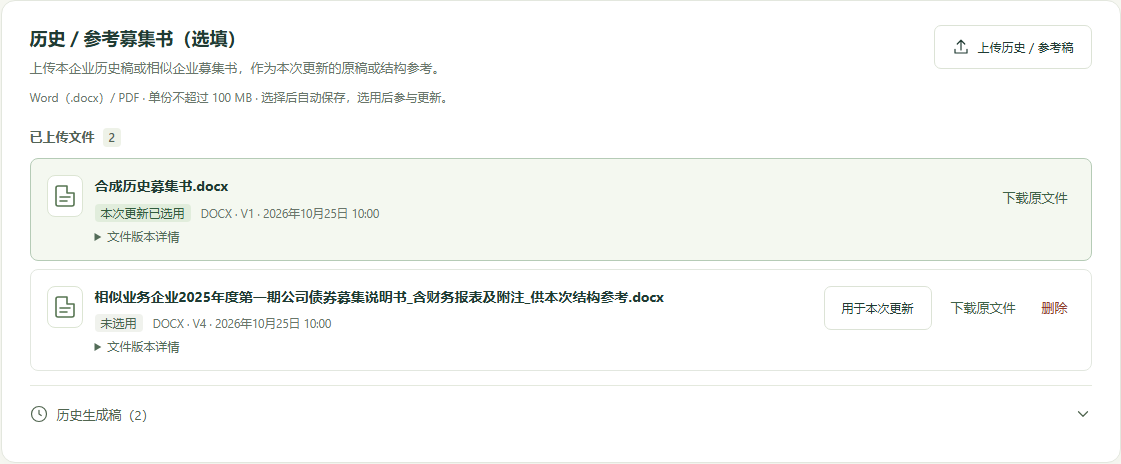 历史 / 参考募集书（选填）
上传历史 / 参考稿
上传本企业历史稿或相似企业募集书，作为本次更新的原稿或结构参考。
Word（.docx）/ PDF · 单份不超过 100 MB · 选择后自动保存，选用后参与更新。
已上传文件 2
合成历史募集书.docx
本次更新已选用 DOCX · V1 · 2026年10月25日 10:00
下载原文件
文件版本详情
相似业务企业2025年度第一期公司债券募集说明书_含财务报表及附注_供本次结构参考.docx
未选用 DOCX · V4 · 2026年10月25日 10:00
用于本次更新 下载原文件 删除
文件版本详情
历史生成稿（2）